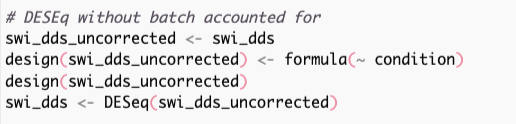 # DESeq without batch accounted for
swi_dds_uncorrected <- swi_dds
design(swi_dds_uncorrected) <- formula(~ condition)
design(swi_dds_uncorrected)
swi_dds <- DESeq(swi_dds_uncorrected)